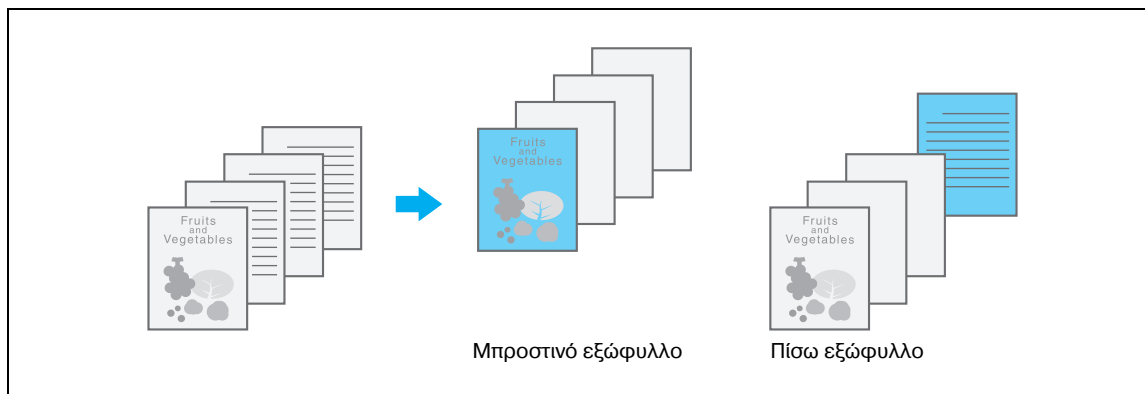 Fruits
and
Vegetables
Fruits
and
Vegetables
Fruits
and
Vegetables
Μπροστινό εξώφυλλο
Πίσω εξώφυλλο